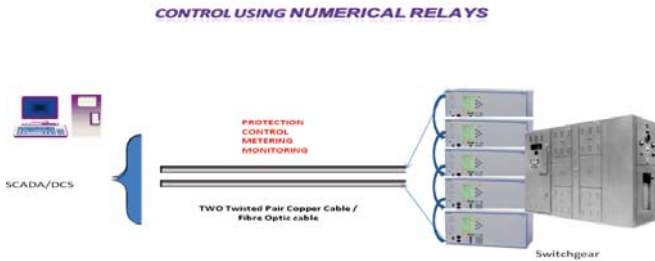 CONTROL USING NUMERICAL RELAYS
PROTECTION
CONTROL
METERING
MONITORING
SCADA/DCS
TWO Twisted Pair Copper Cable /
Fibre Optic cable
Switchgear